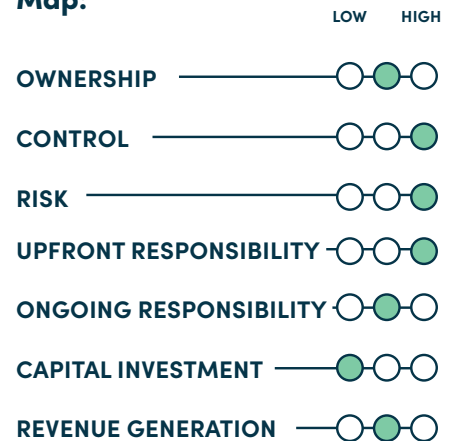 Map:
LOW HIGH
OWNERSHIP
CONTROL
RISK
UPFRONT RESPONSIBILITY
ONGOING RESPONSIBILITY
CAPITAL INVESTMENT
REVENUE GENERATION